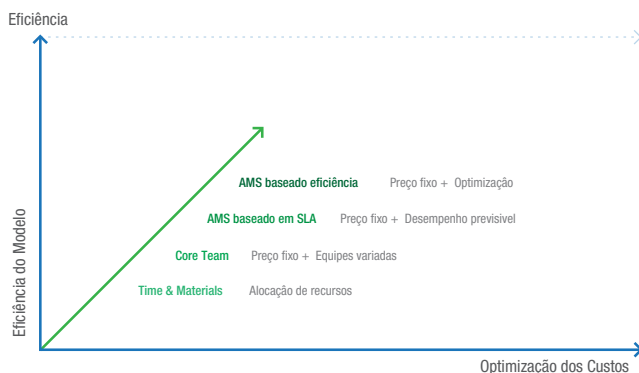 Eficiência
AMS baseado eficiência Preço fixo + Optimização
AMS baseado em SLA Preço fixo + Desempenho previsivel
Core Team Preço fixo + Equipes variadas
Time & Materials Alocação de recursos
Eficiência do Modelo
Optimização dos Custos